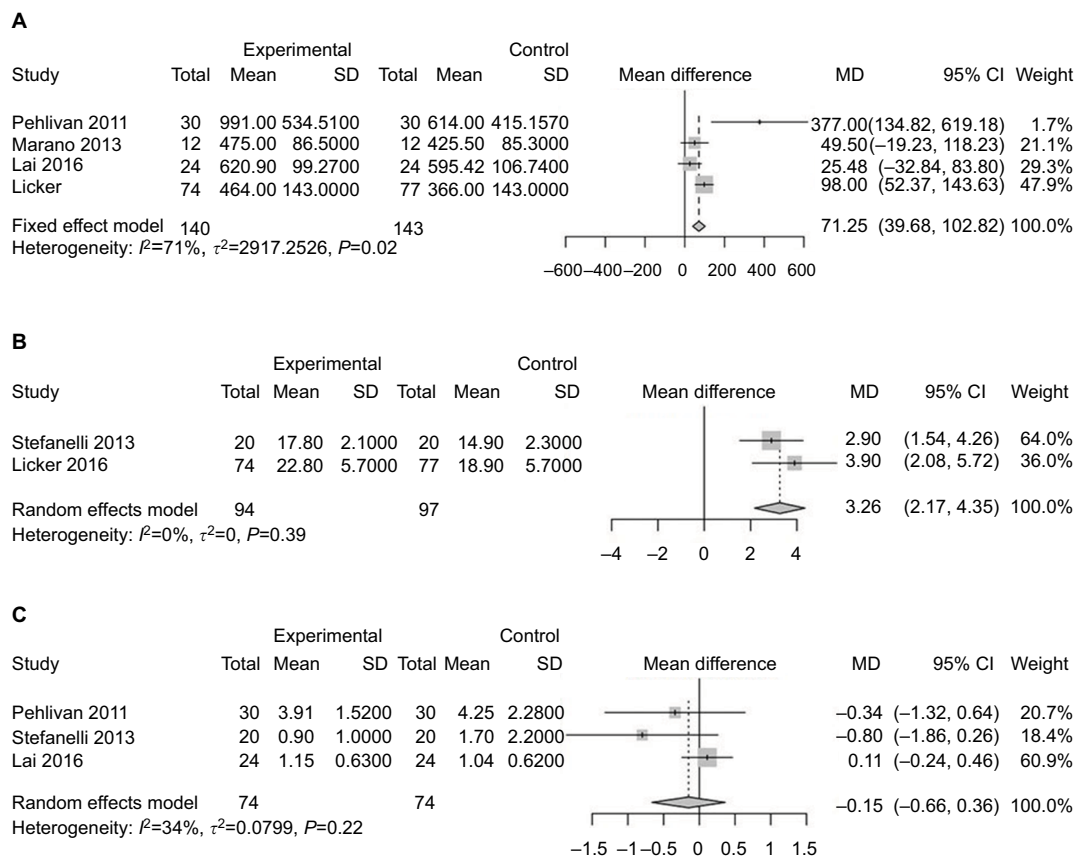 A
Experimental Control
Study Total Mean SD Total Mean SD Mean difference MD 95% CI Weight
Pehlivan 2011 30 991.00 534.5100 30 614.00 415.1570 377.00(134.82, 619.18) 1.7%
Marano 2013 12 475.00 86.5000 12 425.50 85.3000 49.50(–19.23, 118.23) 21.1%
Lai 2016 24 620.90 99.2700 24 595.42 106.7400 25.48 (–32.84, 83.80) 29.3%
Licker 74 464.00 143.0000 77 366.00 143.0000 98.00 (52.37, 143.63) 47.9%
Fixed effect model 140 143 71.25 (39.68, 102.82) 100.0%
Heterogeneity: I²=71%, τ²=2917.2526, P=0.02
–600–400–200 0 200 400 600
B
Experimental Control
Study Total Mean SD Total Mean SD Mean difference MD 95% CI Weight
Stefanelli 2013 20 17.80 2.1000 20 14.90 2.3000 2.90 (1.54, 4.26) 64.0%
Licker 2016 74 22.80 5.7000 77 18.90 5.7000 3.90 (2.08, 5.72) 36.0%
Random effects model 94 97 3.26 (2.17, 4.35) 100.0%
Heterogeneity: I²=0%, τ²=0, P=0.39
–4 –2 0 2 4
C
Experimental Control
Study Total Mean SD Total Mean SD Mean difference MD 95% CI Weight
Pehlivan 2011 30 3.91 1.5200 30 4.25 2.2800 –0.34 (–1.32, 0.64) 20.7%
Stefanelli 2013 20 0.90 1.0000 20 1.70 2.2000 –0.80 (–1.86, 0.26) 18.4%
Lai 2016 24 1.15 0.6300 24 1.04 0.6200 0.11 (–0.24, 0.46) 60.9%
Random effects model 74 74 –0.15 (–0.66, 0.36) 100.0%
Heterogeneity: I²=34%, τ²=0.0799, P=0.22
–1.5 –1–0.5 0 0.5 1 1.5